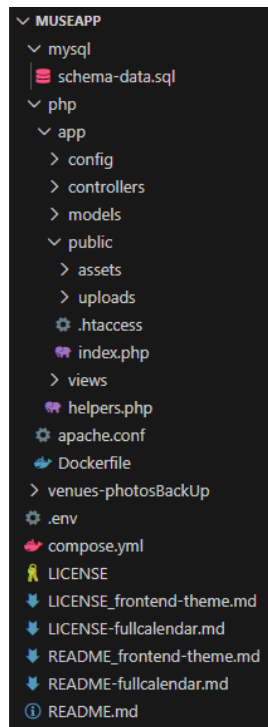 MUSEAPP
mysql
schema-data.sql
php
app
config
controllers
models
public
assets
uploads
.htaccess
index.php
views
helpers.php
apache.conf
Dockerfile
venues-photosBackUp
.env
compose.yml
LICENSE
LICENSE_frontend-theme.md
LICENSE-fullcalendar.md
README_frontend-theme.md
README-fullcalendar.md
README.md